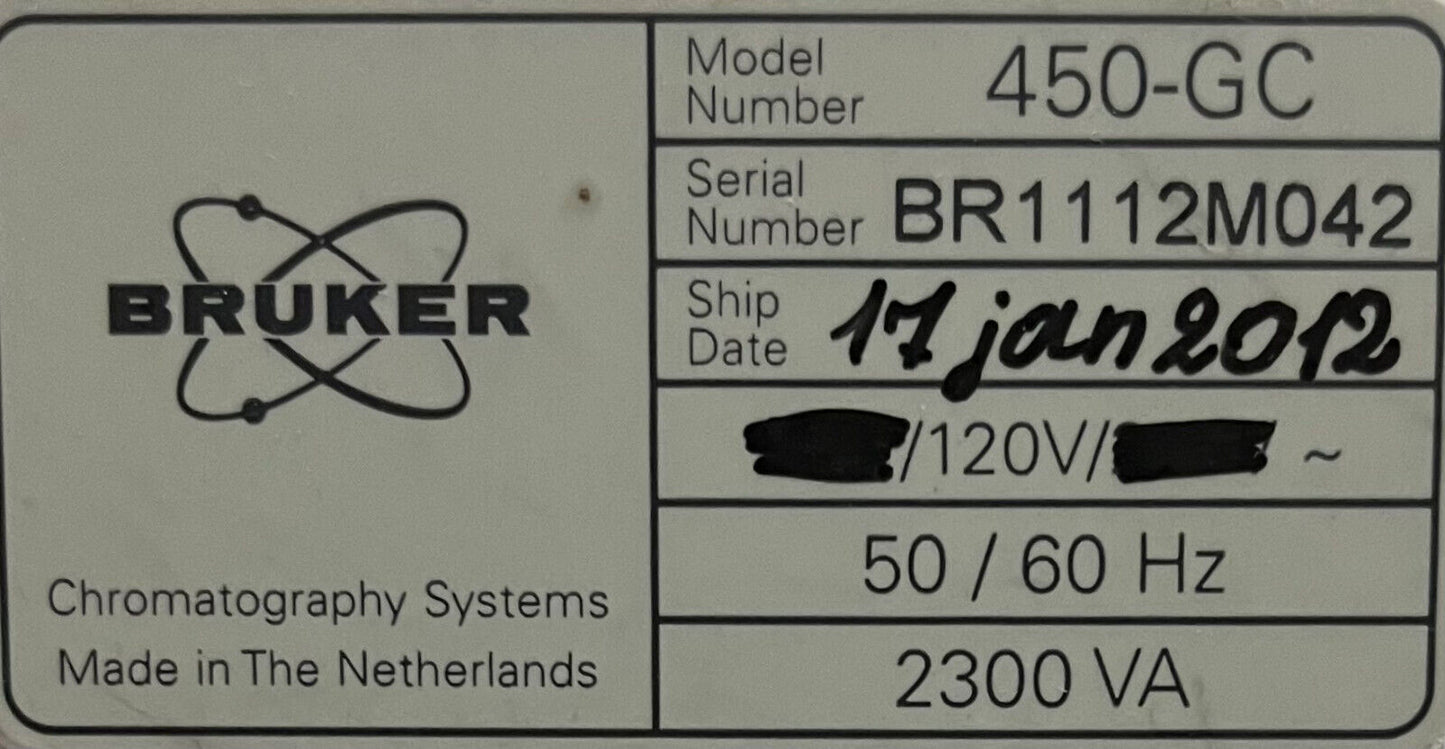 BRUKER
Chromatography Systems
Made in The Netherlands
Model
Number 450-GC
Serial
Number BR1112M042
Ship
Date 17 jan 2012
/120V/ ~
50 / 60 Hz
2300 VA